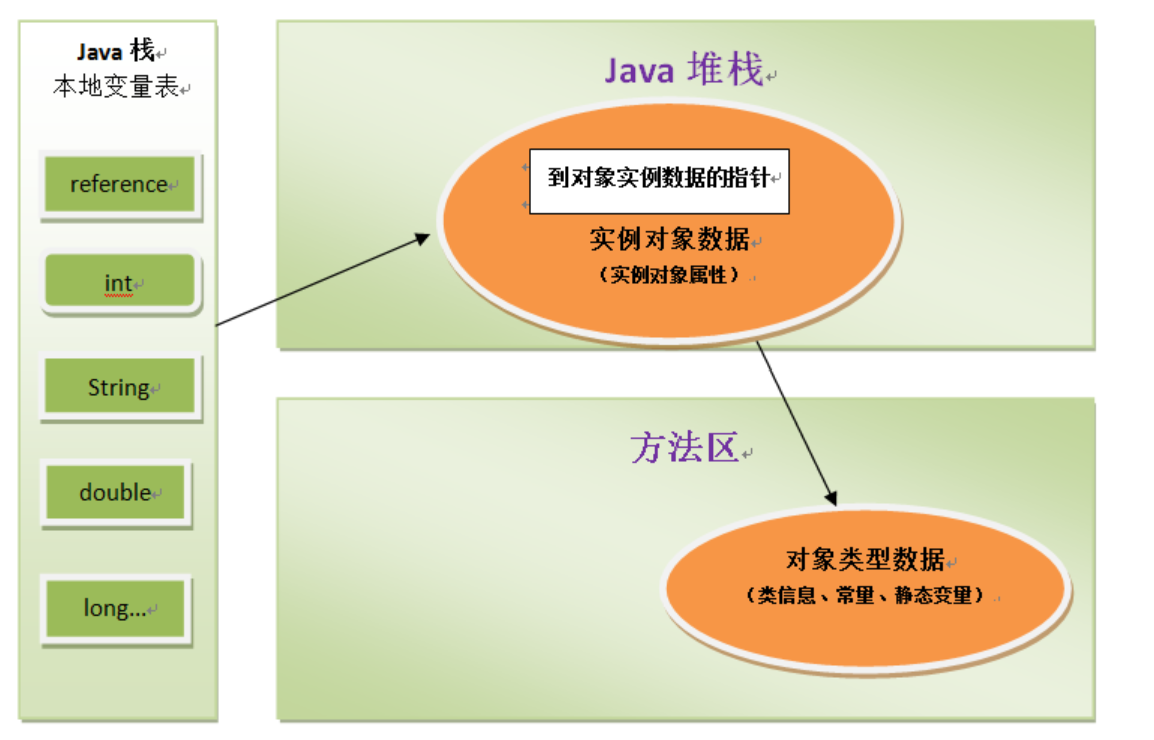 Java 栈
本地变量表
reference
int
String
double
long...
Java 堆栈
到对象实例数据的指针
实例对象数据
（实例对象属性）
方法区
对象类型数据
（类信息、常量、静态变量）